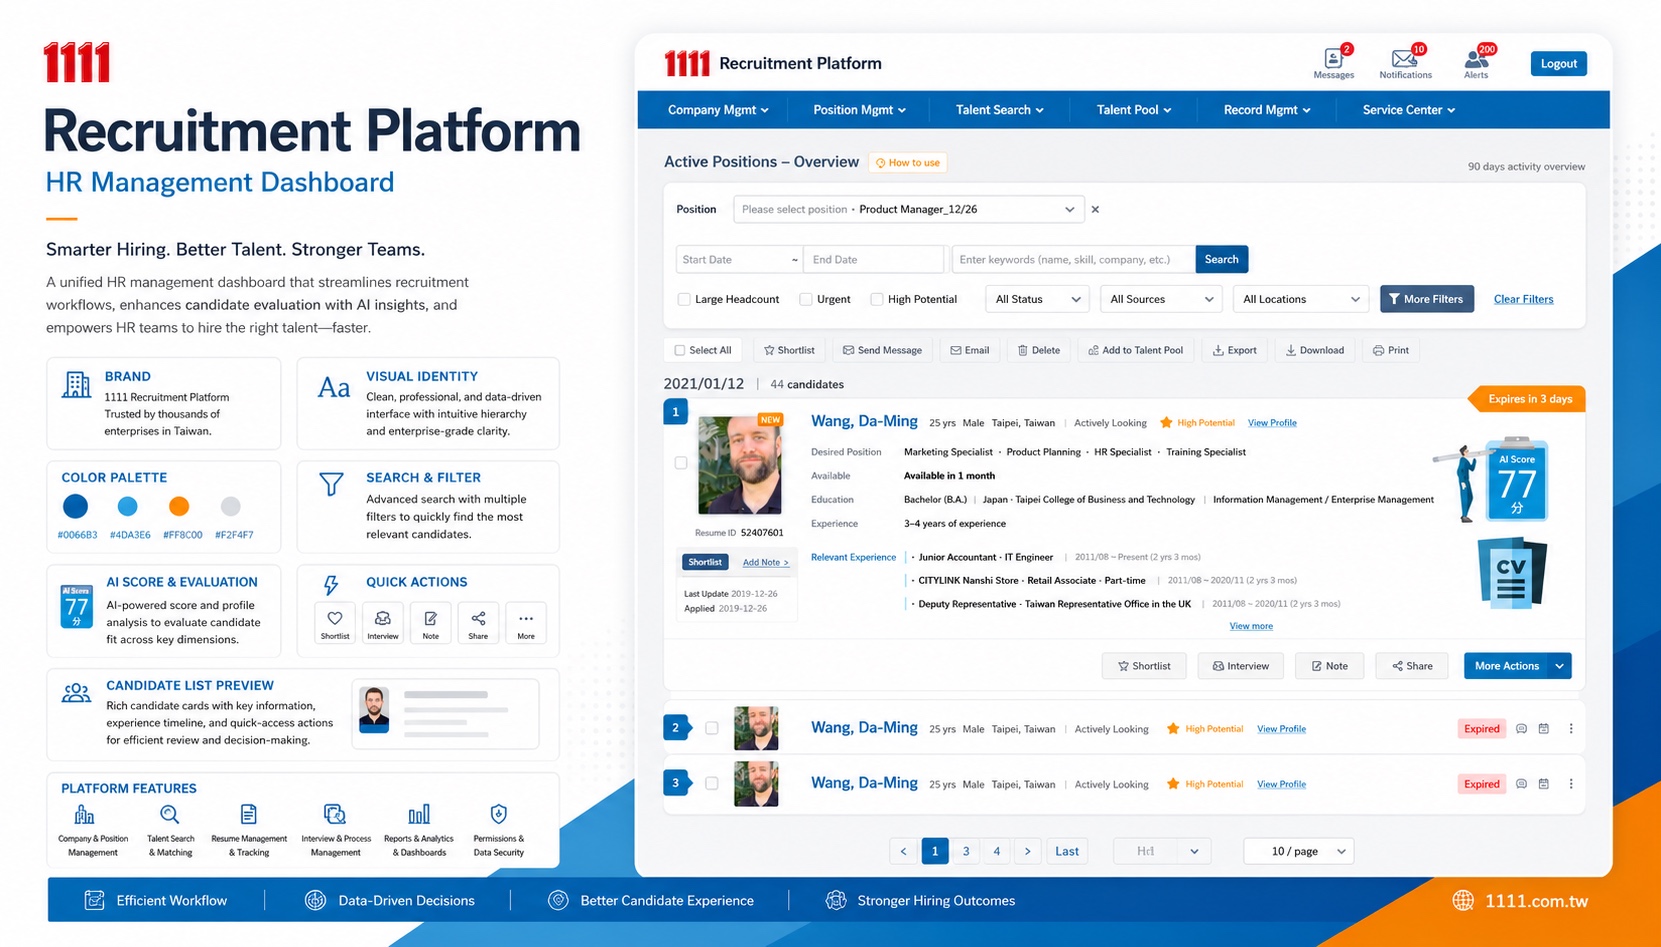 1111
Recruitment Platform
HR Management Dashboard
Smarter Hiring. Better Talent. Stronger Teams.
A unified HR management dashboard that streamlines recruitment
workflows, enhances candidate evaluation with AI insights, and
empowers HR teams to hire the right talent—faster.
BRAND
1111 Recruitment Platform
Trusted by thousands of
enterprises in Taiwan.
Aa
VISUAL IDENTITY
Clean, professional, and data-driven
interface with intuitive hierarchy
and enterprise-grade clarity.
COLOR PALETTE
#0066B3 #4DA3E6 #FF8C00 #F2F4F7
SEARCH & FILTER
Advanced search with multiple
filters to quickly find the most
relevant candidates.
AI Score
77
分
AI SCORE & EVALUATION
AI-powered score and profile
analysis to evaluate candidate
fit across key dimensions.
QUICK ACTIONS
Shortlist Interview Note Share More
CANDIDATE LIST PREVIEW
Rich candidate cards with key information,
experience timeline, and quick-access actions
for efficient review and decision-making.
PLATFORM FEATURES
Company & Position
Management
Talent Search
& Matching
Resume Management
& Tracking
Interview & Process
Management
Reports & Analytics
& Dashboards
Permissions &
Data Security
1111 Recruitment Platform
2
Messages
10
Notifications
200
Alerts
Logout
Company Mgmt Position Mgmt Talent Search Talent Pool Record Mgmt Service Center
Active Positions – Overview How to use
90 days activity overview
Position Please select position • Product Manager_12/26 ×
Start Date ~ End Date Enter keywords (name, skill, company, etc.) Search
Large Headcount Urgent High Potential All Status All Sources All Locations More Filters Clear Filters
Select All Shortlist Send Message Email Delete Add to Talent Pool Export Download Print
2021/01/12 | 44 candidates
Expires in 3 days
1
NEW
Wang, Da-Ming 25 yrs Male Taipei, Taiwan | Actively Looking High Potential View Profile
Desired Position Marketing Specialist · Product Planning · HR Specialist · Training Specialist
Available Available in 1 month
Education Bachelor (B.A.) | Japan · Taipei College of Business and Technology | Information Management / Enterprise Management
Experience 3–4 years of experience
AI Score
77
分
Resume ID 52407601
Shortlist Add Note >
Last Update 2019-12-26
Applied 2019-12-26
Relevant Experience · Junior Accountant · IT Engineer | 2011/08 ~ Present (2 yrs 3 mos)
· CITYLINK Nanshi Store · Retail Associate · Part-time | 2011/08 ~ 2020/11 (2 yrs 3 mos)
· Deputy Representative · Taiwan Representative Office in the UK | 2011/08 ~ 2020/11 (2 yrs 3 mos)
View more
CV
Shortlist Interview Note Share More Actions
2 Wang, Da-Ming 25 yrs Male Taipei, Taiwan | Actively Looking High Potential View Profile Expired
3 Wang, Da-Ming 25 yrs Male Taipei, Taiwan | Actively Looking High Potential View Profile Expired
< 1 3 4 > Last 10 / page
Efficient Workflow | Data-Driven Decisions | Better Candidate Experience | Stronger Hiring Outcomes
1111.com.tw